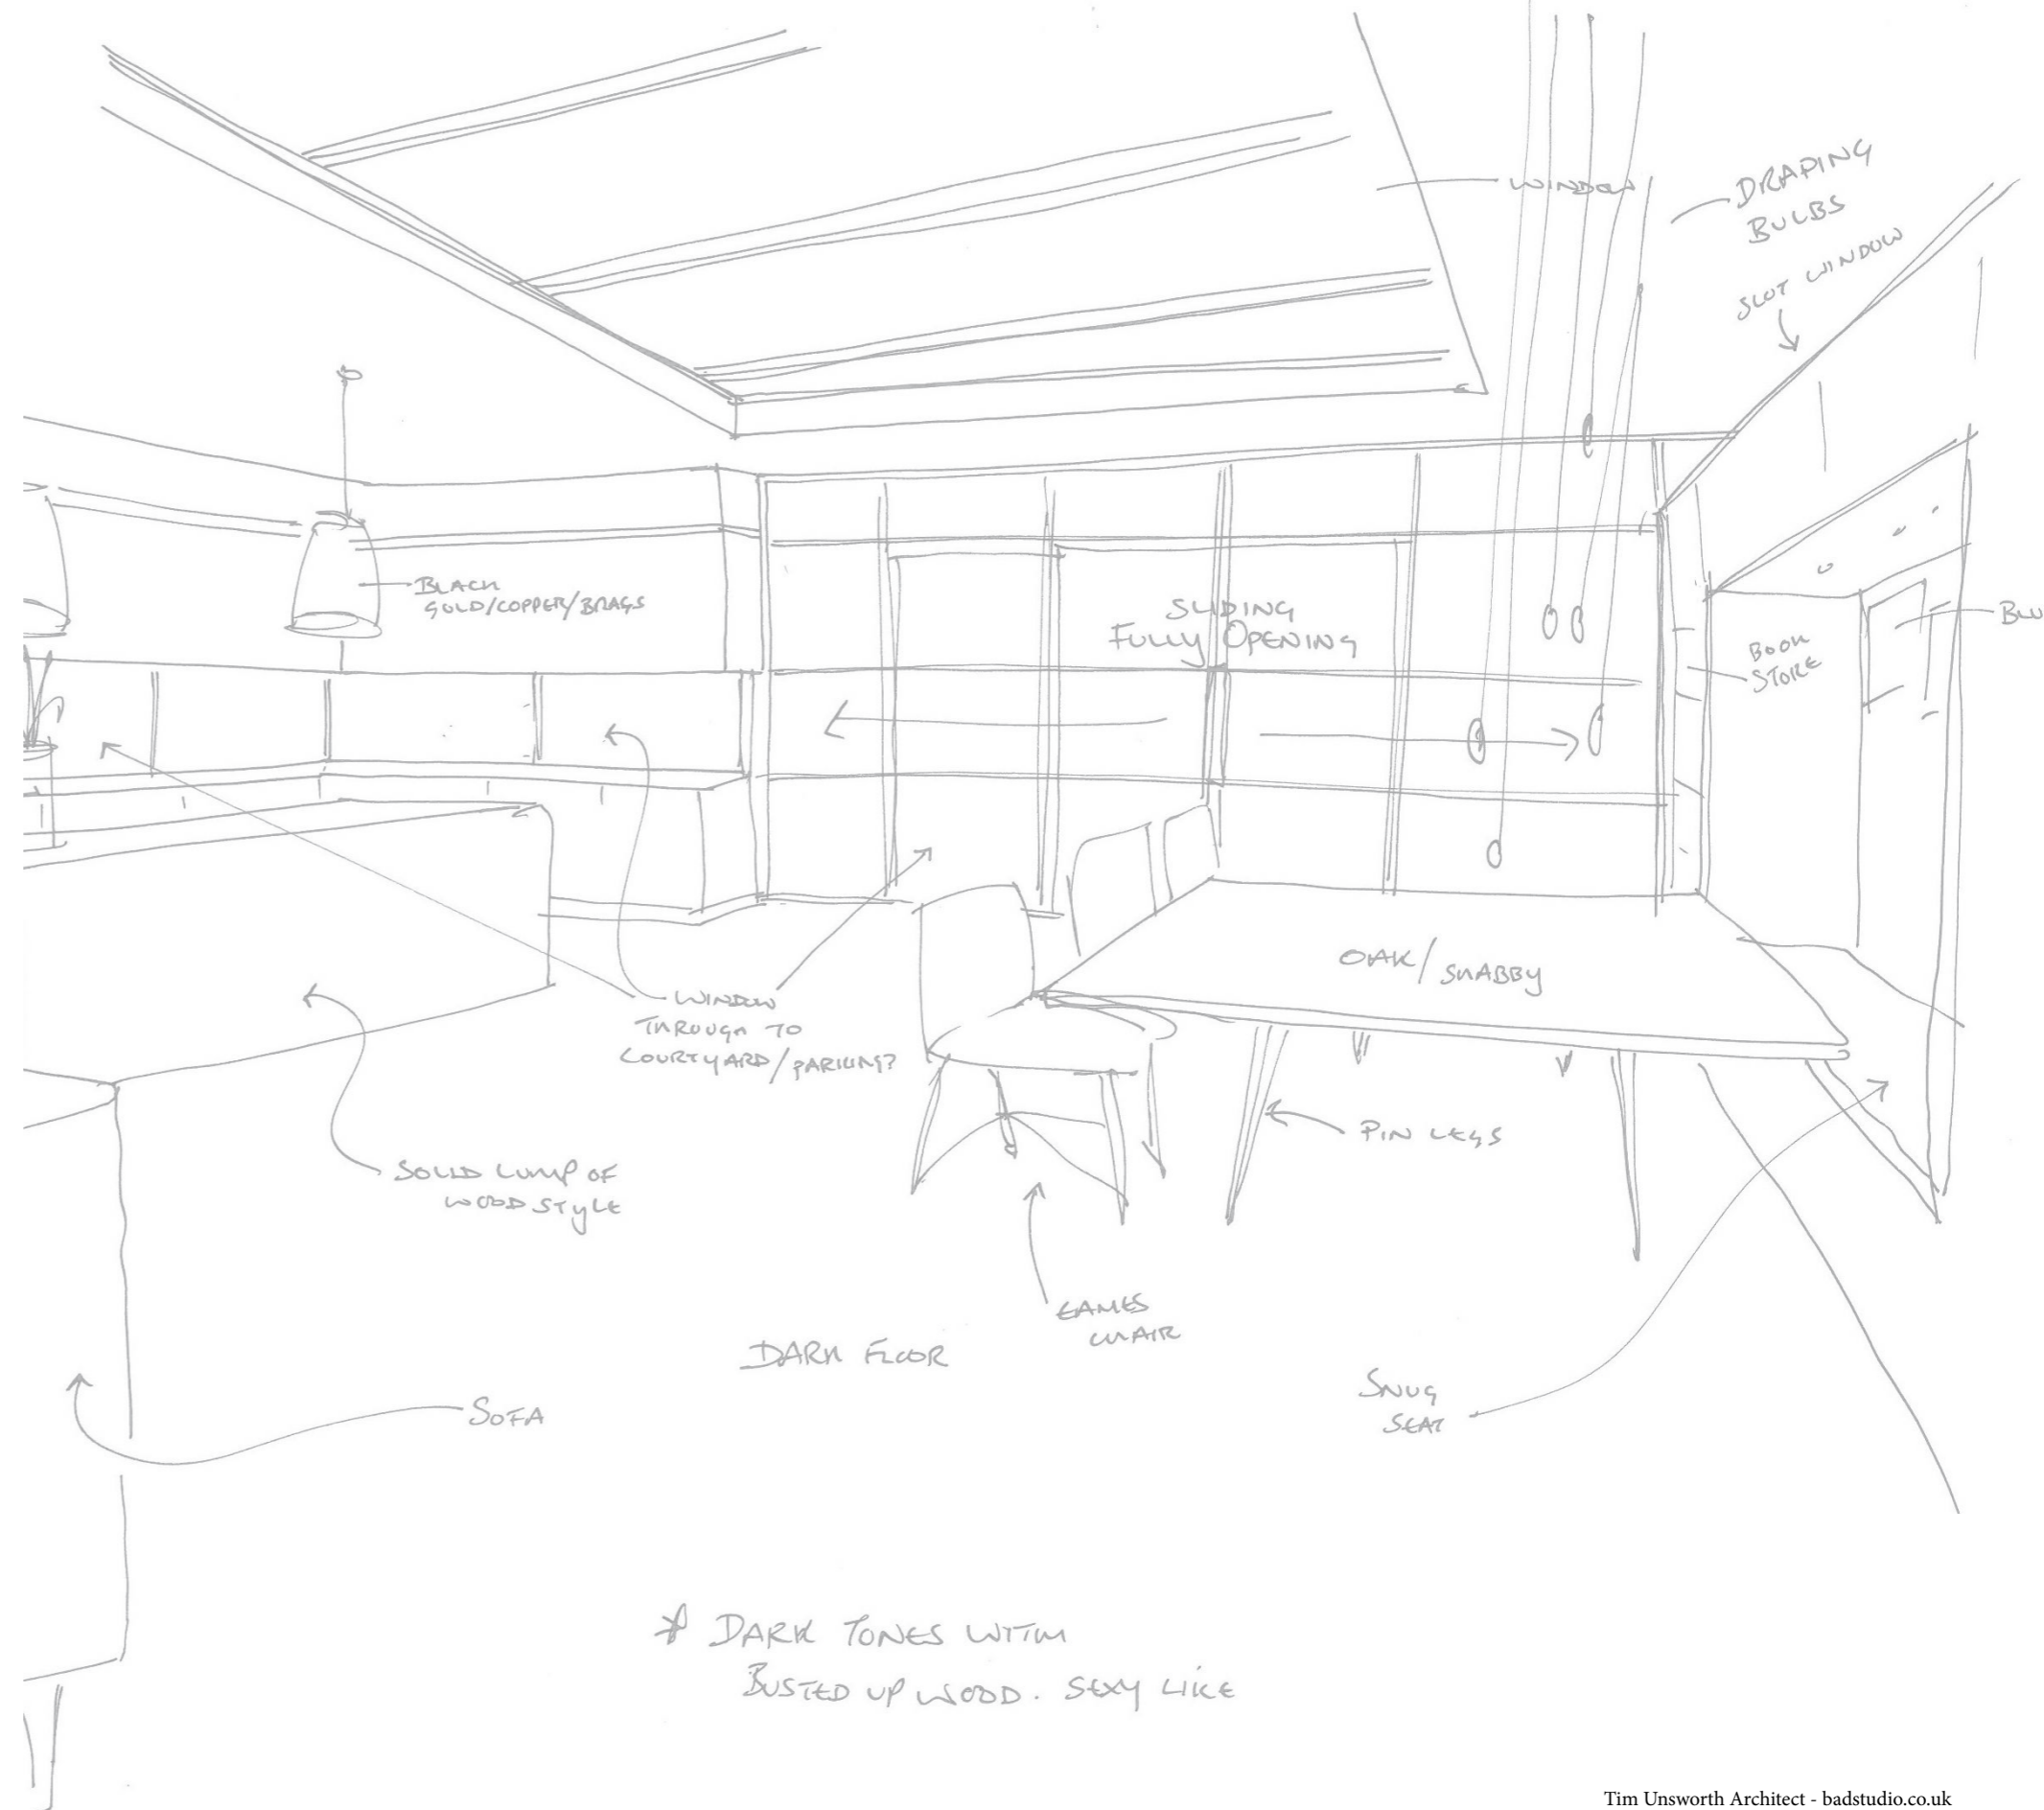 DRAPING
BULBS
WINDOW
SLOT WINDOW
BLACK
GOLD/COPPER/BRASS
SLIDING
FULLY OPENING
BLU
BOOK
STORE
OAK/SHABBY
WINDOW
THROUGH TO
COURTYARD/PARKING?
PIN LEGS
SOLID LUMP OF
WOOD STYLE
EAMES
CHAIR
DARK FLOOR
SNUG
SEAT
SOFA
* DARK TONES WITH
BUSTED UP WOOD. SEXY LIKE
Tim Unsworth Architect - badstudio.co.uk